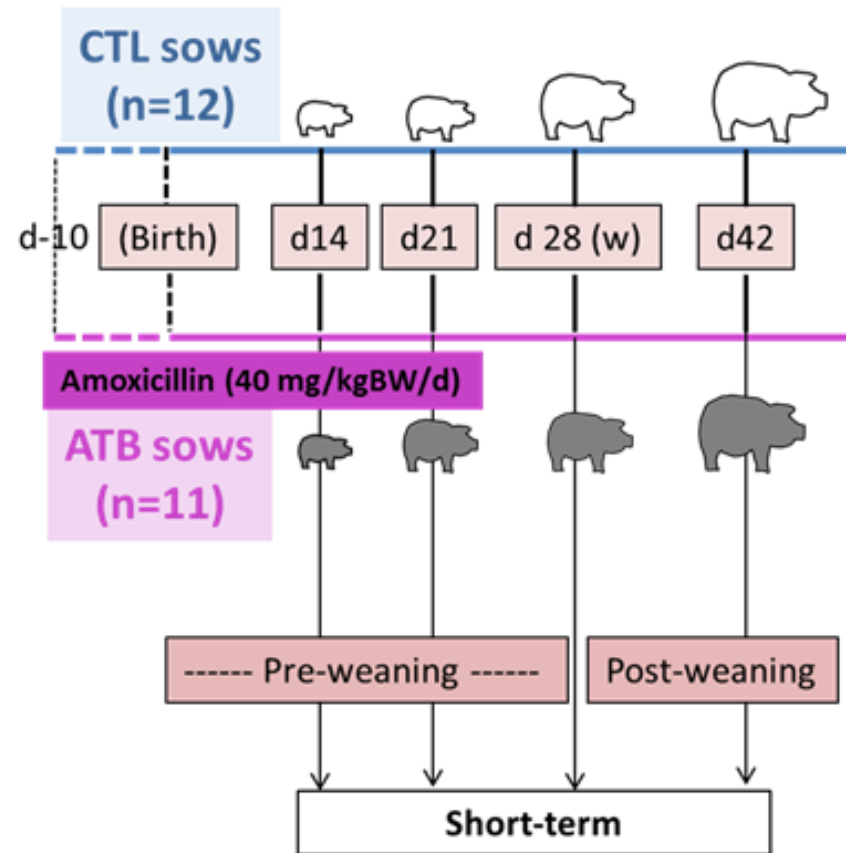 CTL sows
(n=12)
d-10
(Birth)
d14
d21
d 28 (w)
d42
Amoxicillin (40 mg/kgBW/d)
ATB sows
(n=11)
------ Pre-weaning ------
Post-weaning
Short-term